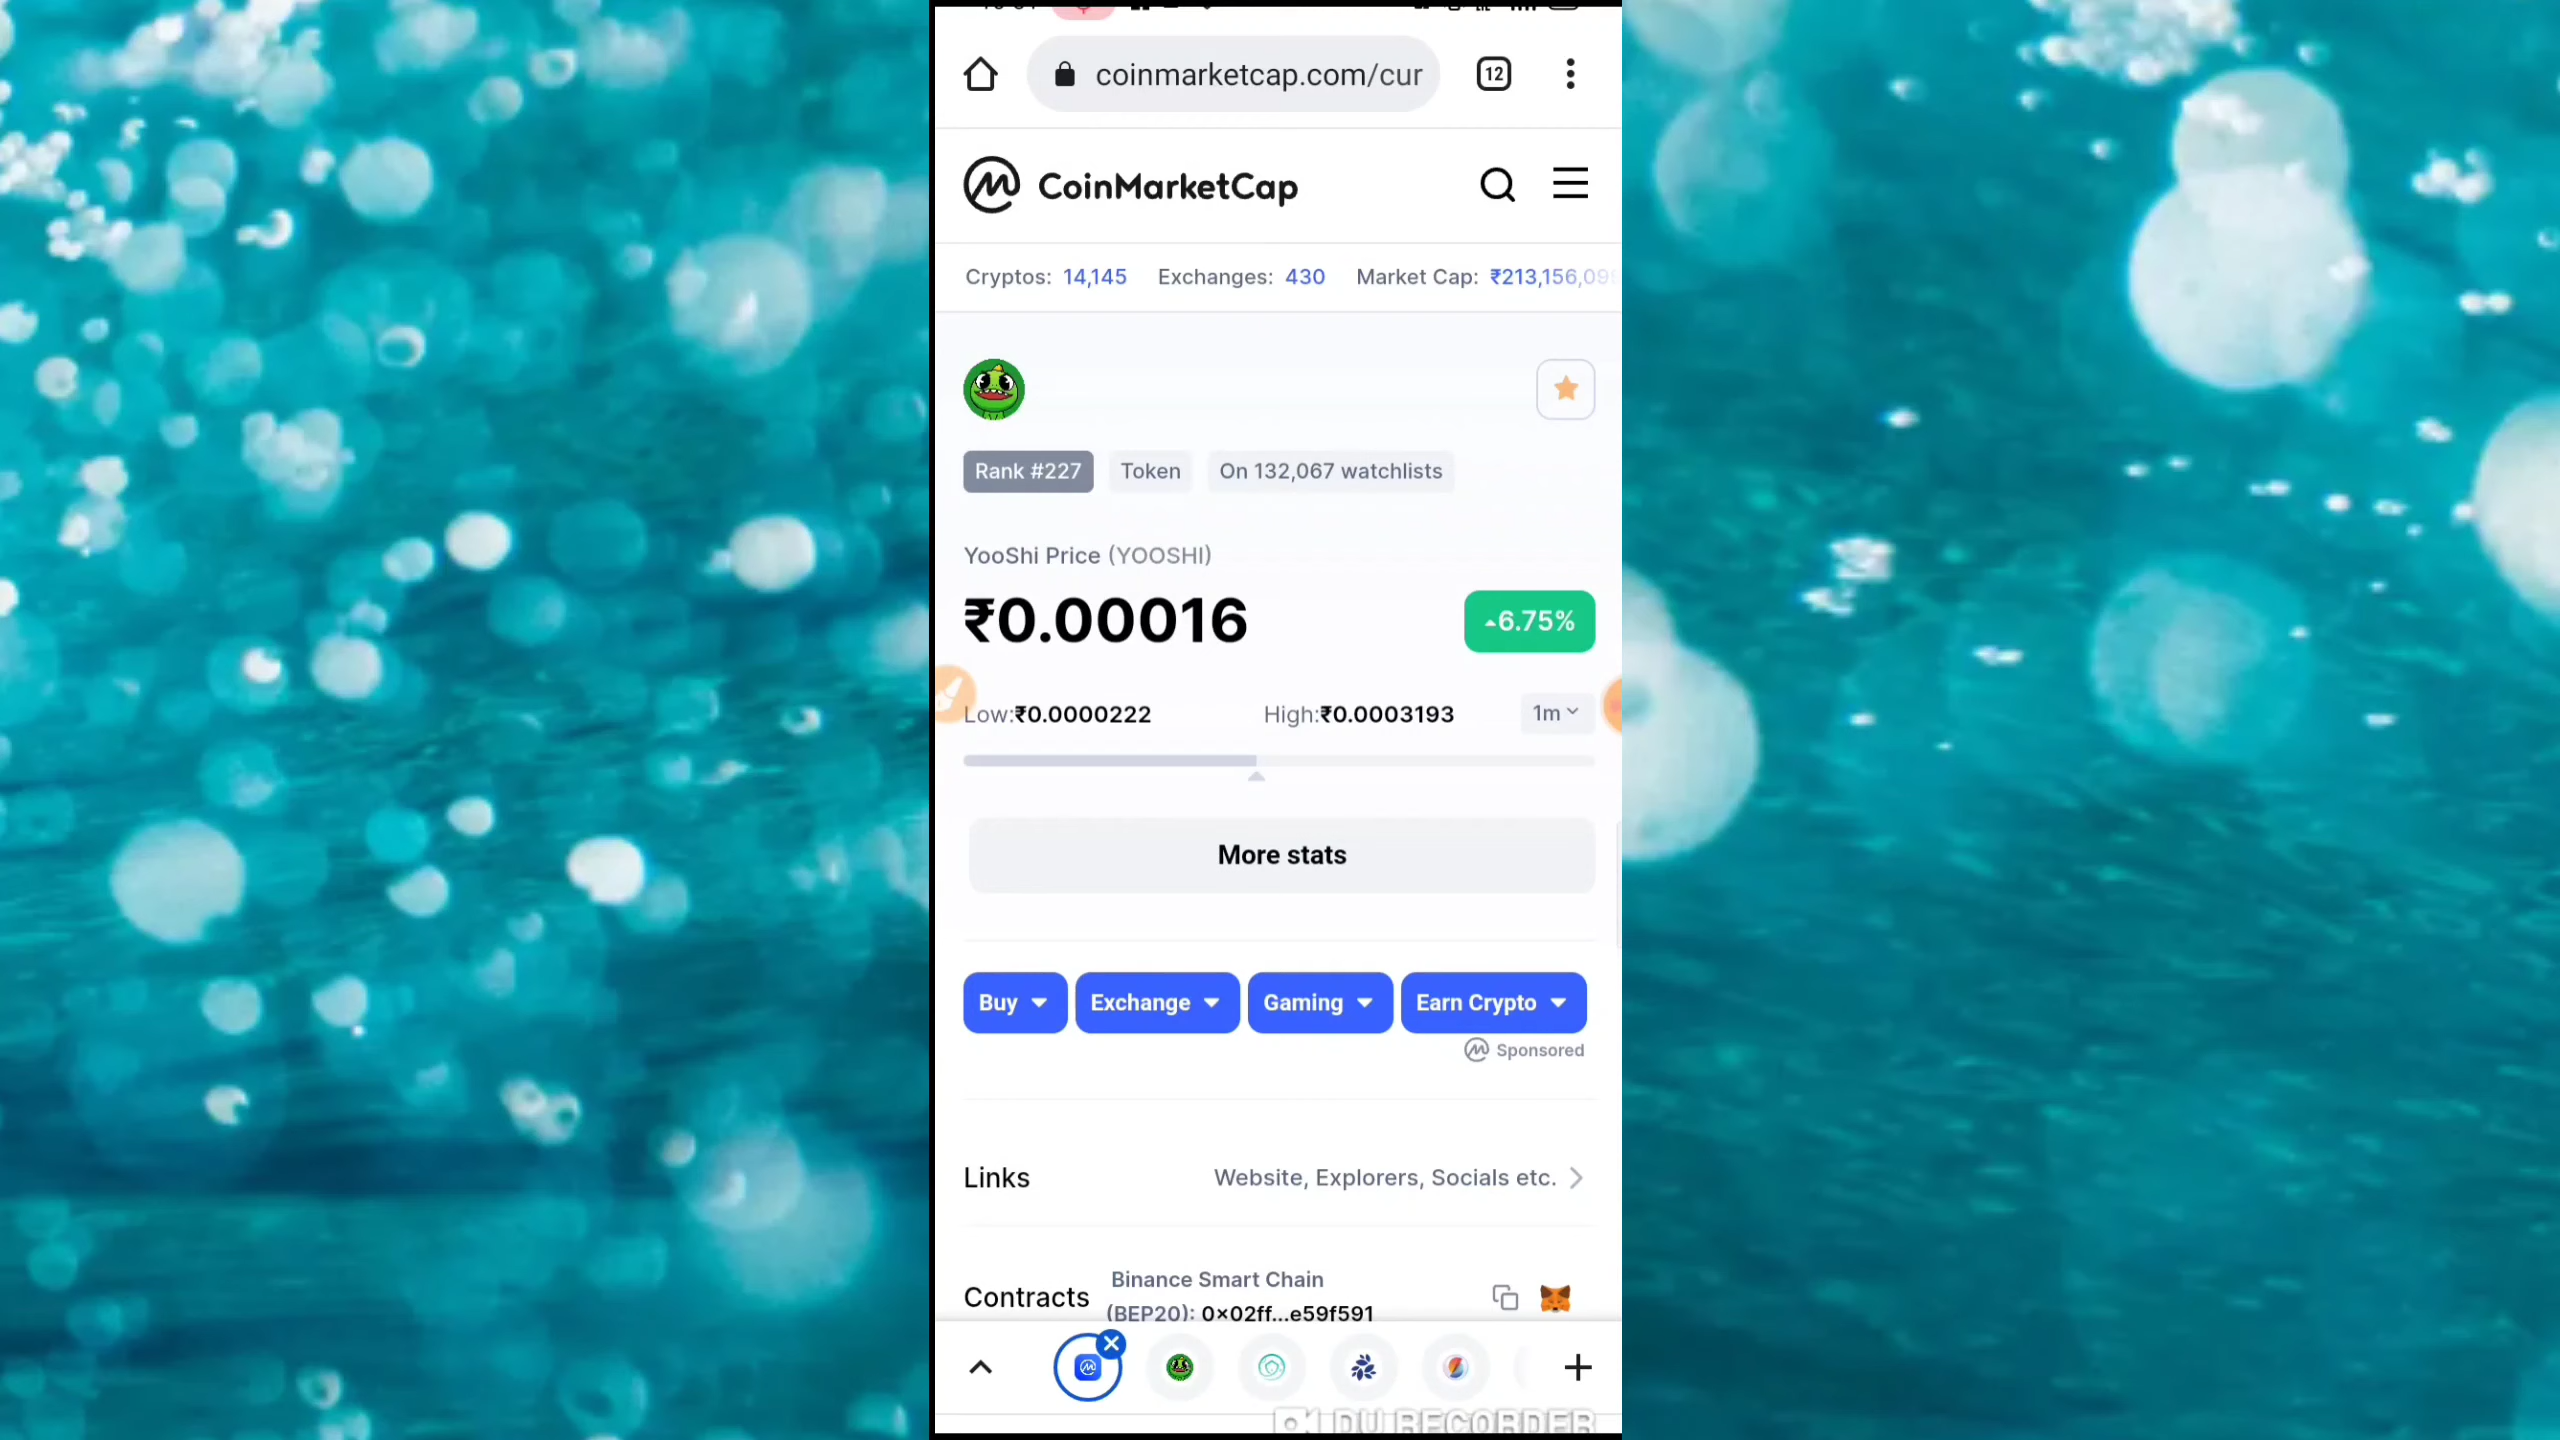 coinmarketcap.com/cur
12
CoinMarketCap
Cryptos: 14,145 Exchanges: 430 Market Cap: ₹213,156,09
Rank #227 Token On 132,067 watchlists
YooShi Price (YOOSHI)
₹0.00016 6.75%
Low:₹0.0000222 High:₹0.0003193 1m
More stats
Buy Exchange Gaming Earn Crypto
Sponsored
Links Website, Explorers, Socials etc.
Contracts Binance Smart Chain
(BEP20): 0x02ff...e59f591
DU RECORDER